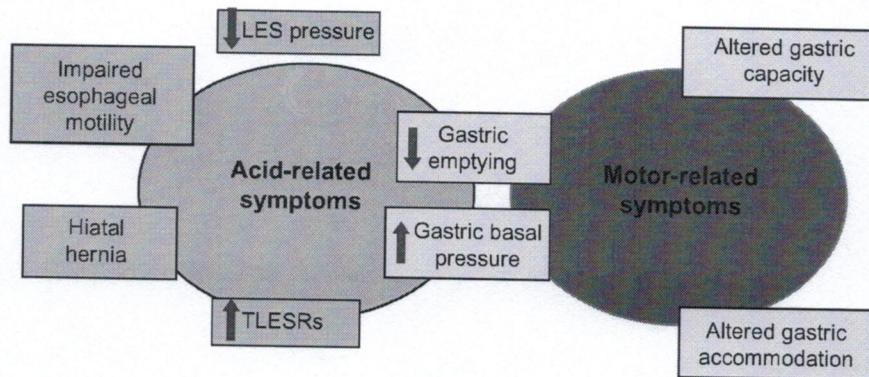 LES pressure
Impaired
esophageal
motility
Altered gastric
capacity
Gastric
emptying
Acid-related
symptoms
Motor-related
symptoms
Hiatal
hernia
Gastric basal
pressure
TLESRs
Altered gastric
accommodation